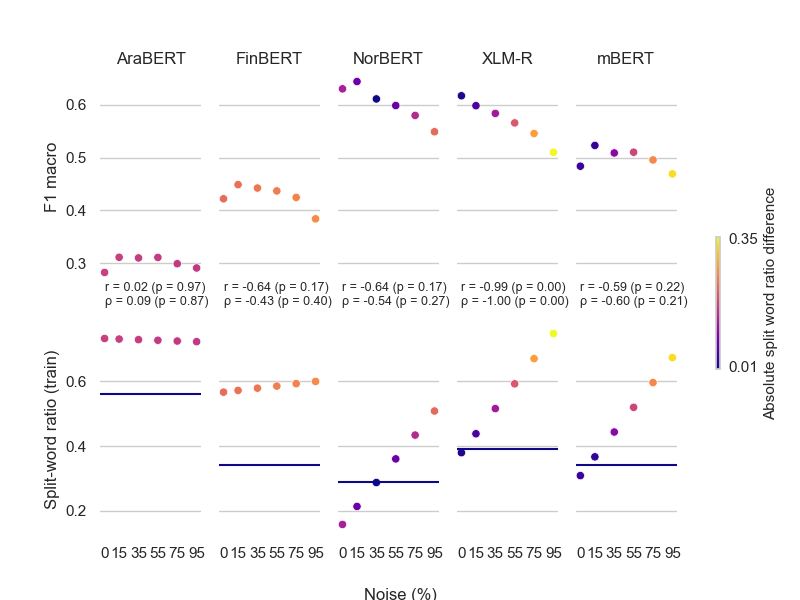 AraBERT FinBERT NorBERT XLM-R mBERT
F1 macro
0.6
0.5
0.4
0.3
r = 0.02 (p = 0.97) r = -0.64 (p = 0.17) r = -0.64 (p = 0.17) r = -0.99 (p = 0.00) r = -0.59 (p = 0.22)
ρ = 0.09 (p = 0.87) ρ = -0.43 (p = 0.40) ρ = -0.54 (p = 0.27) ρ = -1.00 (p = 0.00) ρ = -0.60 (p = 0.21)
Split-word ratio (train)
0.6
0.4
0.2
0 15 35 55 75 95 0 15 35 55 75 95 0 15 35 55 75 95 0 15 35 55 75 95 0 15 35 55 75 95
Noise (%)
0.35
0.01
Absolute split word ratio difference